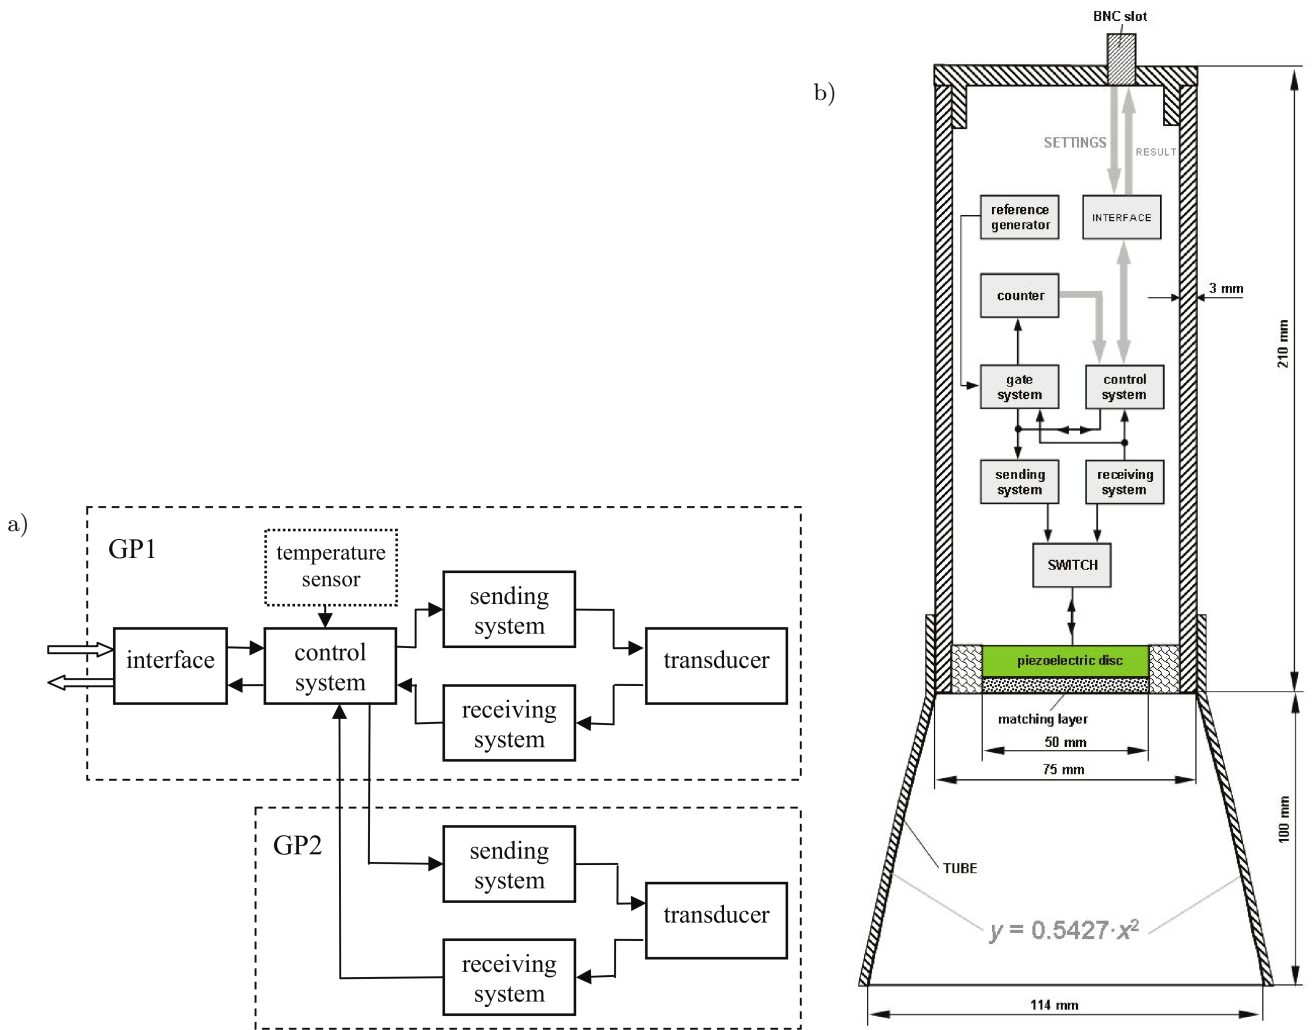 a)
GP1
temperature
sensor
interface
control
system
sending
system
receiving
system
transducer
GP2
sending
system
receiving
system
transducer
b)
BNC slot
SETTINGS
RESULT
reference
generator
INTERFACE
counter
3 mm
210 mm
gate
system
control
system
sending
system
receiving
system
SWITCH
piezoelectric disc
matching layer
50 mm
75 mm
100 mm
TUBE
y = 0.5427·x²
114 mm